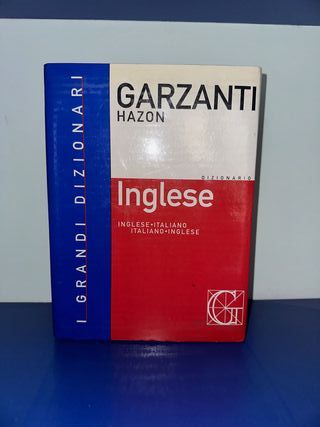 I GRANDI DIZIONARI
GARZANTI
HAZON
DIZIONARIO
Inglese
INGLESE•ITALIANO
ITALIANO•INGLESE
G